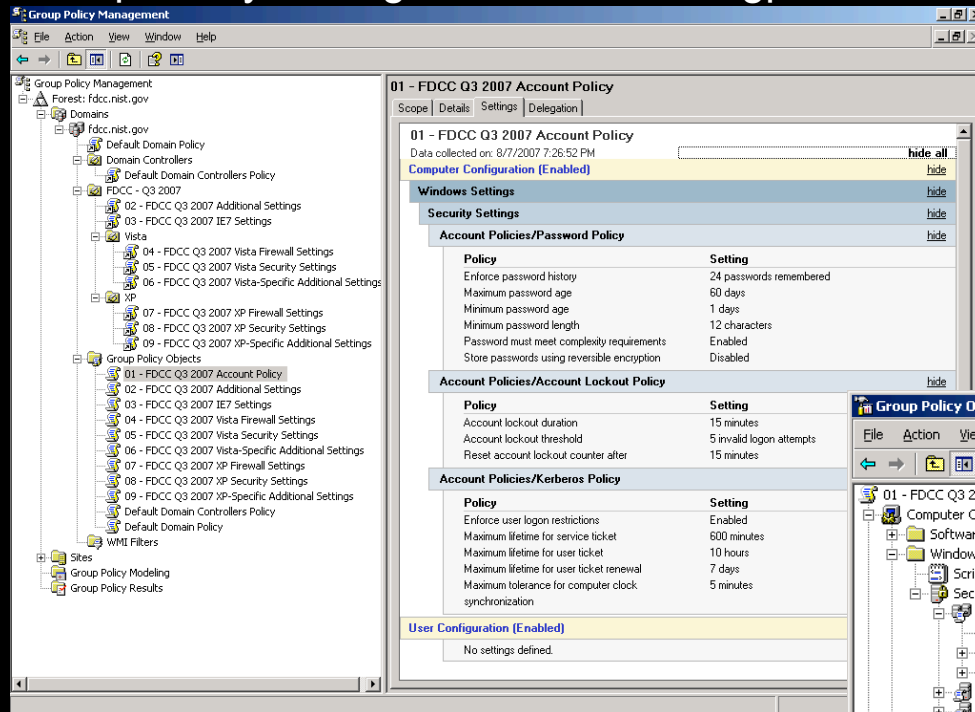 Group Policy Management
File Action View Window Help
Group Policy Management
Forest: fdcc.nist.gov
Domains
fdcc.nist.gov
Default Domain Policy
Domain Controllers
Default Domain Controllers Policy
FDCC - Q3 2007
02 - FDCC Q3 2007 Additional Settings
03 - FDCC Q3 2007 IE7 Settings
Vista
04 - FDCC Q3 2007 Vista Firewall Settings
05 - FDCC Q3 2007 Vista Security Settings
06 - FDCC Q3 2007 Vista-Specific Additional Settings
XP
07 - FDCC Q3 2007 XP Firewall Settings
08 - FDCC Q3 2007 XP Security Settings
09 - FDCC Q3 2007 XP-Specific Additional Settings
Group Policy Objects
01 - FDCC Q3 2007 Account Policy
02 - FDCC Q3 2007 Additional Settings
03 - FDCC Q3 2007 IE7 Settings
04 - FDCC Q3 2007 Vista Firewall Settings
05 - FDCC Q3 2007 Vista Security Settings
06 - FDCC Q3 2007 Vista-Specific Additional Settings
07 - FDCC Q3 2007 XP Firewall Settings
08 - FDCC Q3 2007 XP Security Settings
09 - FDCC Q3 2007 XP-Specific Additional Settings
Default Domain Controllers Policy
Default Domain Policy
WMI Filters
Sites
Group Policy Modeling
Group Policy Results
01 - FDCC Q3 2007 Account Policy
Scope Details Settings Delegation
01 - FDCC Q3 2007 Account Policy
Data collected on: 8/7/2007 7:26:52 PM hide all
Computer Configuration (Enabled) hide
Windows Settings hide
Security Settings hide
Account Policies/Password Policy hide
Policy Setting
Enforce password history 24 passwords remembered
Maximum password age 60 days
Minimum password age 1 days
Minimum password length 12 characters
Password must meet complexity requirements Enabled
Store passwords using reversible encryption Disabled
Account Policies/Account Lockout Policy hide
Policy Setting
Account lockout duration 15 minutes
Account lockout threshold 5 invalid logon attempts
Reset account lockout counter after 15 minutes
Account Policies/Kerberos Policy
Policy Setting
Enforce user logon restrictions Enabled
Maximum lifetime for service ticket 600 minutes
Maximum lifetime for user ticket 10 hours
Maximum lifetime for user ticket renewal 7 days
Maximum tolerance for computer clock synchronization 5 minutes
User Configuration (Enabled)
No settings defined.
Group Policy O
File Action Vie
01 - FDCC Q3 2
Computer C
Softwar
Window
Scri
Sec